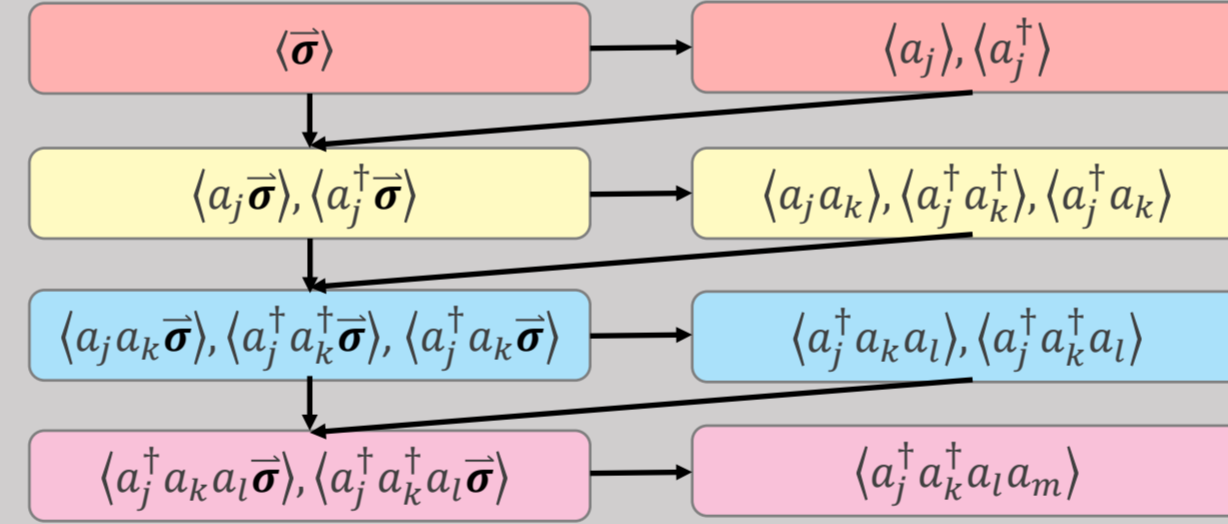 ⟨σ⃗⟩
⟨a_j⟩, ⟨a_j^†⟩
⟨a_j σ⃗⟩, ⟨a_j^† σ⃗⟩
⟨a_j a_k⟩, ⟨a_j^† a_k^†⟩, ⟨a_j^† a_k⟩
⟨a_j a_k σ⃗⟩, ⟨a_j^† a_k^† σ⃗⟩, ⟨a_j^† a_k σ⃗⟩
⟨a_j^† a_k a_l⟩, ⟨a_j^† a_k^† a_l⟩
⟨a_j^† a_k a_l σ⃗⟩, ⟨a_j^† a_k^† a_l σ⃗⟩
⟨a_j^† a_k^† a_l a_m⟩